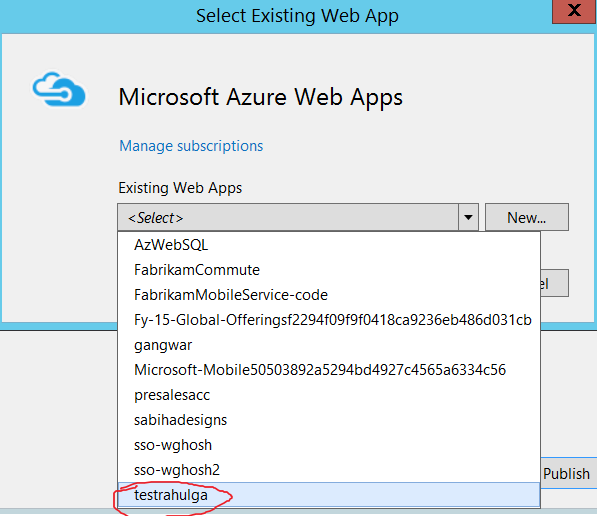 Select Existing Web App
X
Microsoft Azure Web Apps
Manage subscriptions
Existing Web Apps
<Select>
New...
AzWebSQL
FabrikamCommute
FabrikamMobileService-code
el
Fy-15-Global-Offeringsf2294f09f9f0418ca9236eb486d031cb
gangwar
Microsoft-Mobile50503892a5294bd4927c4565a6334c56
presalesacc
sabihadesigns
sso-wghosh
sso-wghosh2
Publish
testrahulga